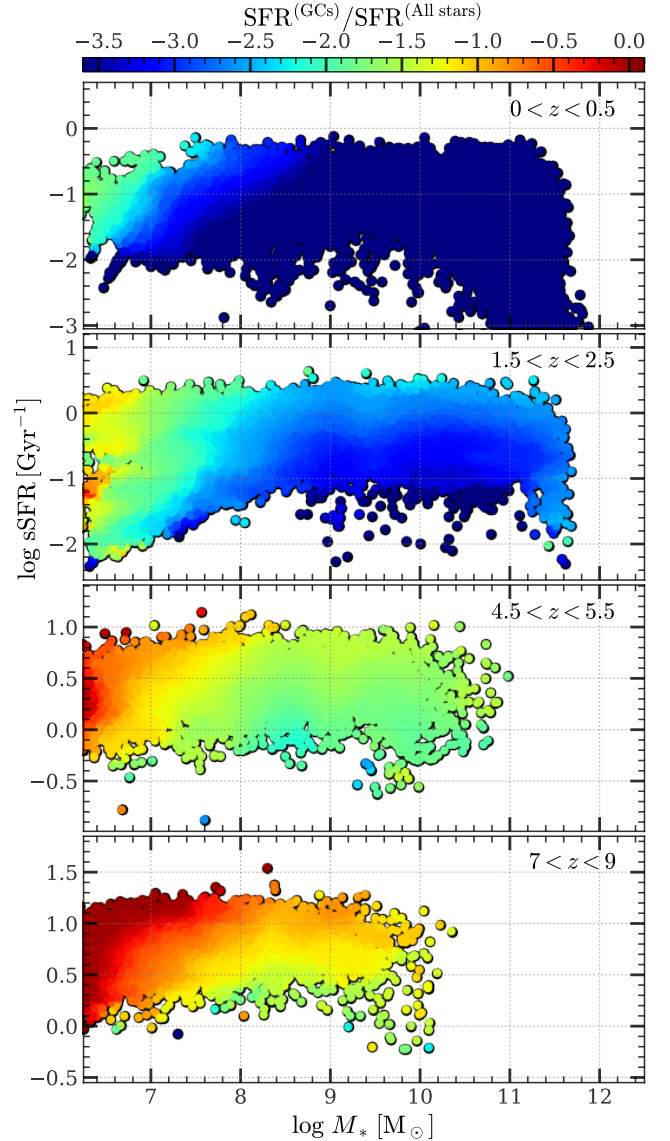 SFR^(GCs)/SFR^(All stars)
−3.5 −3.0 −2.5 −2.0 −1.5 −1.0 −0.5 0.0
0 < z < 0.5
0
−1
−2
−3
1.5 < z < 2.5
1
0
−1
−2
log sSFR [Gyr⁻¹]
4.5 < z < 5.5
1.0
0.5
0.0
−0.5
7 < z < 9
1.5
1.0
0.5
0.0
−0.5
7 8 9 10 11 12
log M_* [M_⊙]